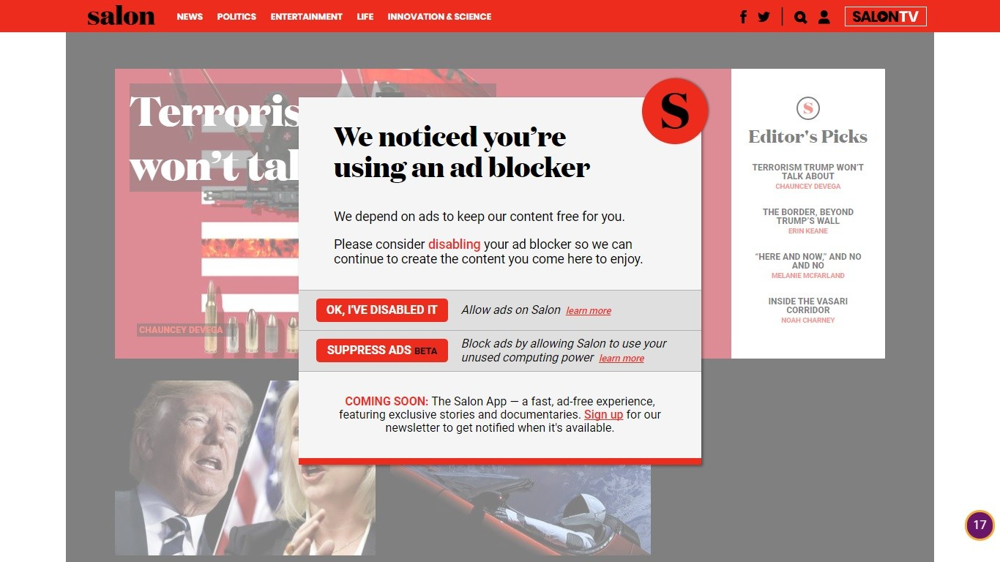 salon
NEWS POLITICS ENTERTAINMENT LIFE INNOVATION & SCIENCE
SALONTV
Terroris
won't tal
CHAUNCEY DEVEGA
S
We noticed you’re
using an ad blocker
We depend on ads to keep our content free for you.
Please consider disabling your ad blocker so we can
continue to create the content you come here to enjoy.
OK, I'VE DISABLED IT
Allow ads on Salon learn more
SUPPRESS ADS BETA
Block ads by allowing Salon to use your
unused computing power learn more
COMING SOON: The Salon App — a fast, ad-free experience,
featuring exclusive stories and documentaries. Sign up for our
newsletter to get notified when it's available.
S
Editor's Picks
TERRORISM TRUMP WON'T
TALK ABOUT
CHAUNCEY DEVEGA
THE BORDER, BEYOND
TRUMP'S WALL
ERIN KEANE
“HERE AND NOW,” AND NO
AND NO
MELANIE MCFARLAND
INSIDE THE VASARI
CORRIDOR
NOAH CHARNEY
17